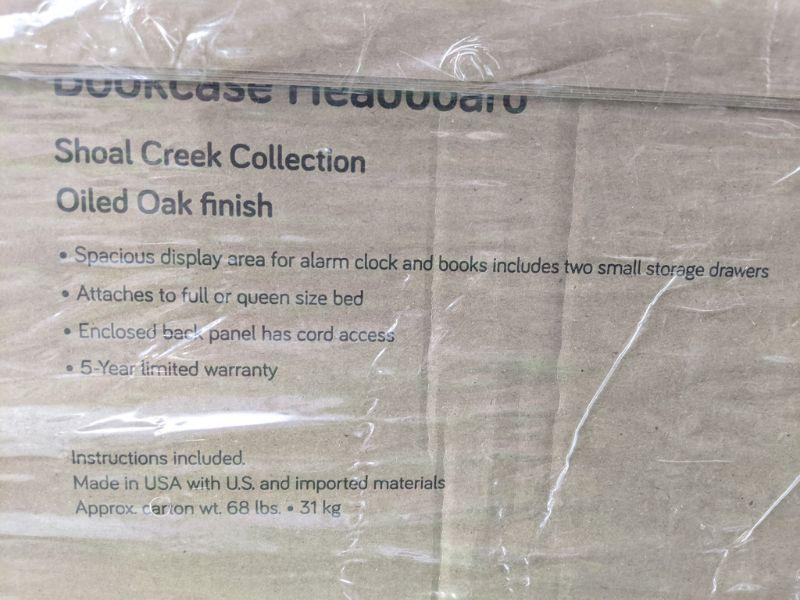 Bookcase Headboard
Shoal Creek Collection
Oiled Oak finish
• Spacious display area for alarm clock and books includes two small storage drawers
• Attaches to full or queen size bed
• Enclosed back panel has cord access
• 5-Year limited warranty
Instructions included.
Made in USA with U.S. and imported materials
Approx. carton wt. 68 lbs. • 31 kg